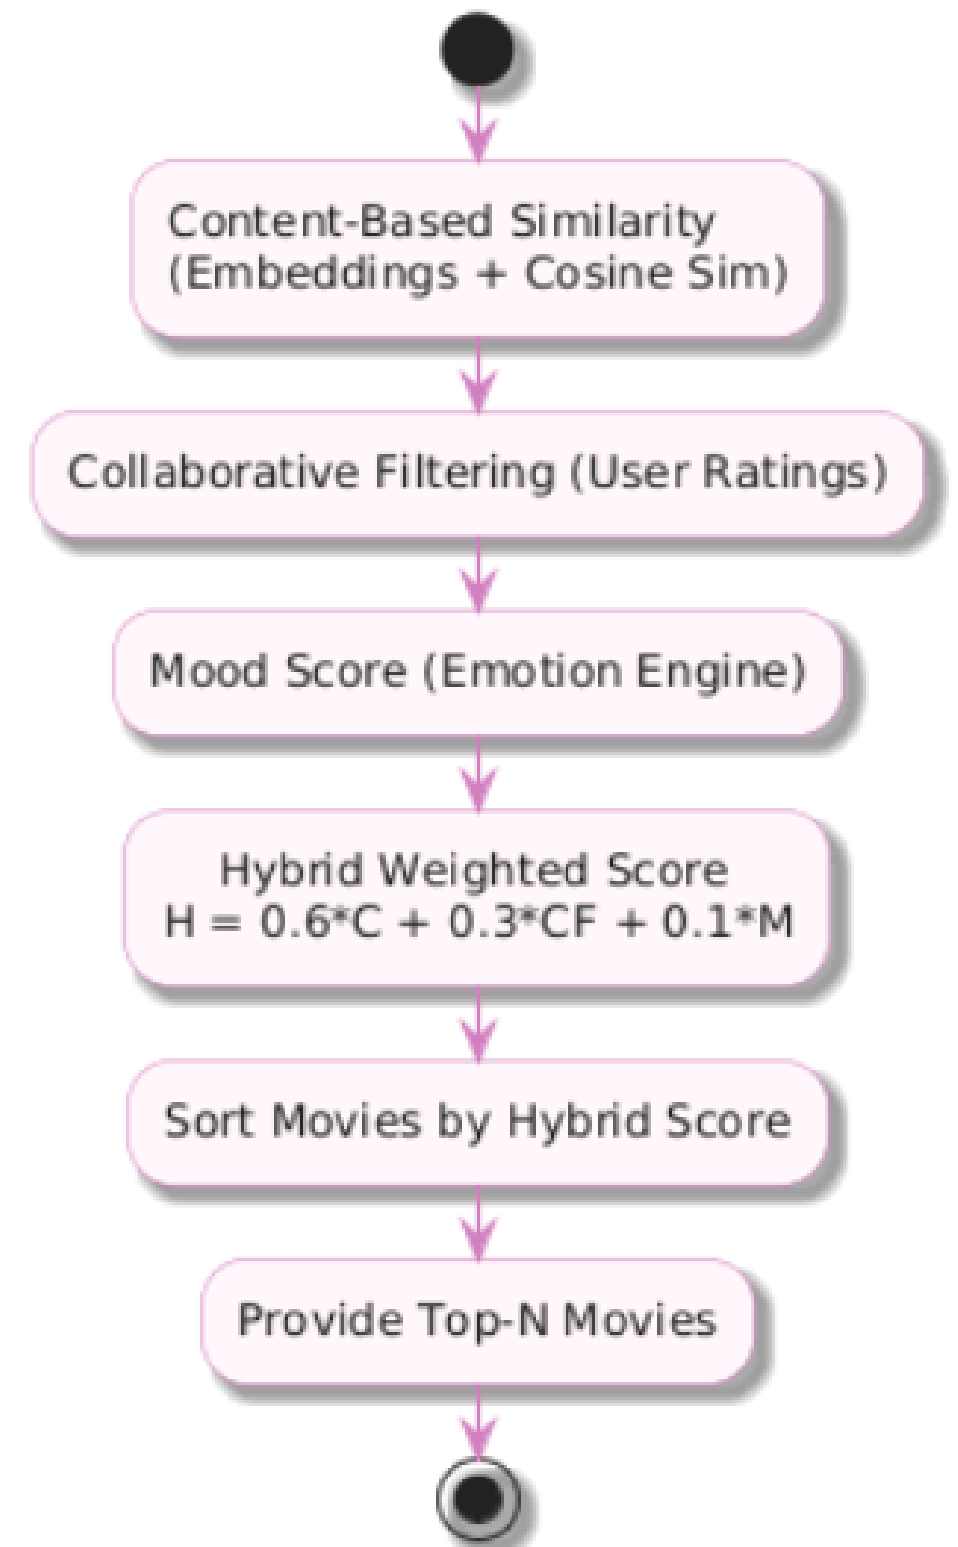 Content-Based Similarity
(Embeddings + Cosine Sim)
Collaborative Filtering (User Ratings)
Mood Score (Emotion Engine)
Hybrid Weighted Score
H = 0.6*C + 0.3*CF + 0.1*M
Sort Movies by Hybrid Score
Provide Top-N Movies